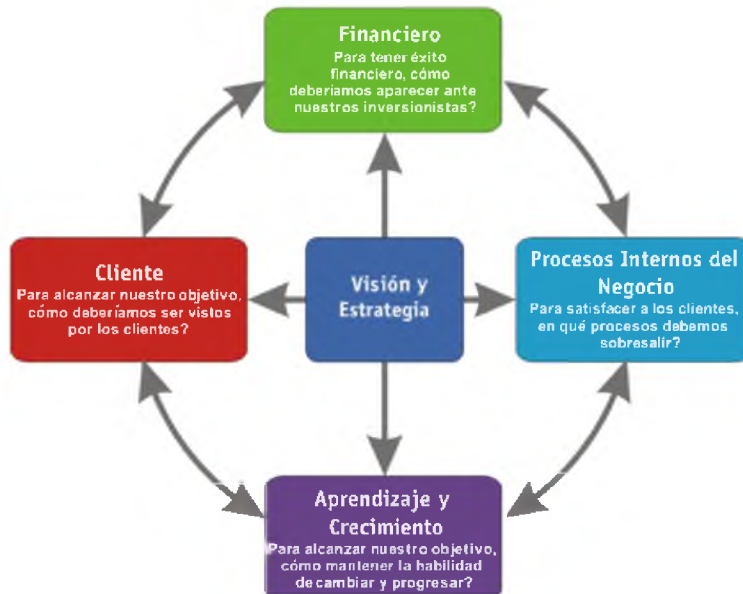 Financiero
Para tener éxito
financiero, cómo
deberíamos aparecer ante
nuestros inversionistas?
Cliente
Para alcanzar nuestro objetivo,
cómo deberíamos ser vistos
por los clientes?
Visión y
Estrategia
Procesos Internos del
Negocio
Para satisfacer a los clientes,
en qué procesos debemos
sobresalír?
Aprendizaje y
Crecimiento
Para alcanzar nuestro objetivo,
cómo mantener la habilidad
de cambiar y progresar?